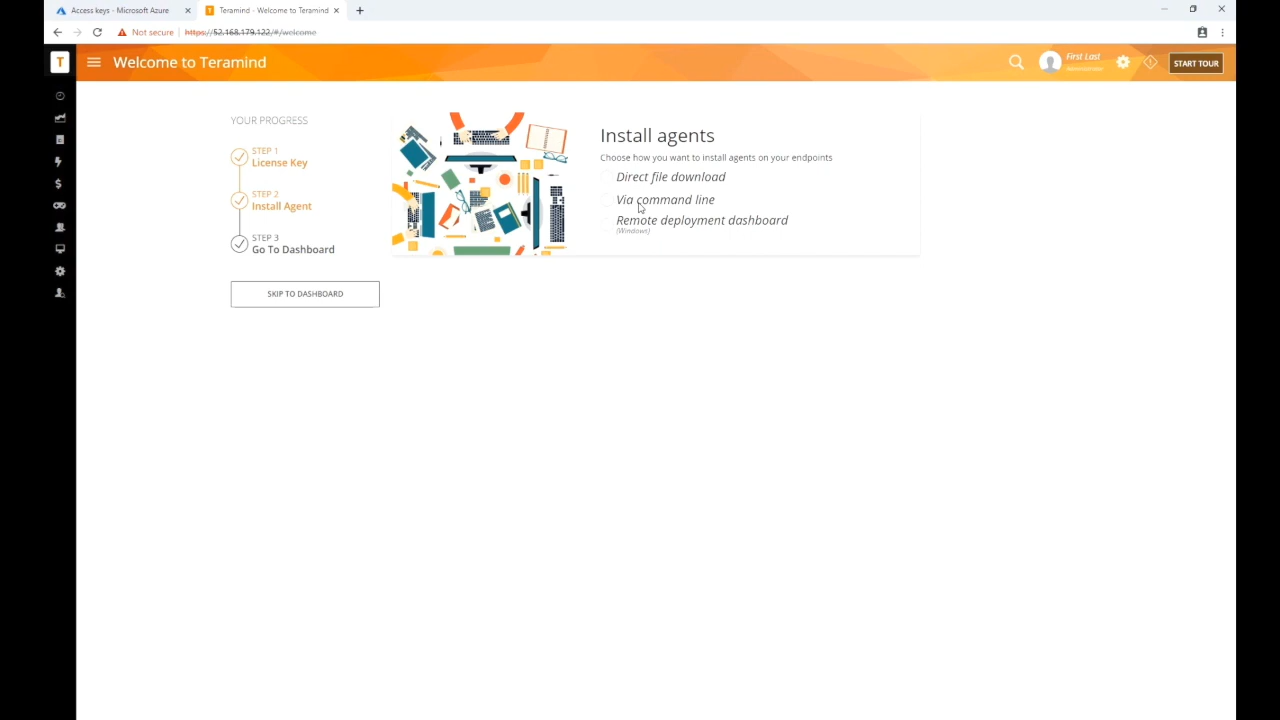 Access keys - Microsoft Azure
Teramind - Welcome to Teramind
Not secure
https://52.168.179.122/#/welcome
T
Welcome to Teramind
First Last
START TOUR
YOUR PROGRESS
STEP 1
License Key
STEP 2
Install Agent
STEP 3
Go To Dashboard
SKIP TO DASHBOARD
Install agents
Choose how you want to install agents on your endpoints
Direct file download
Via command line
Remote deployment dashboard
(Windows)